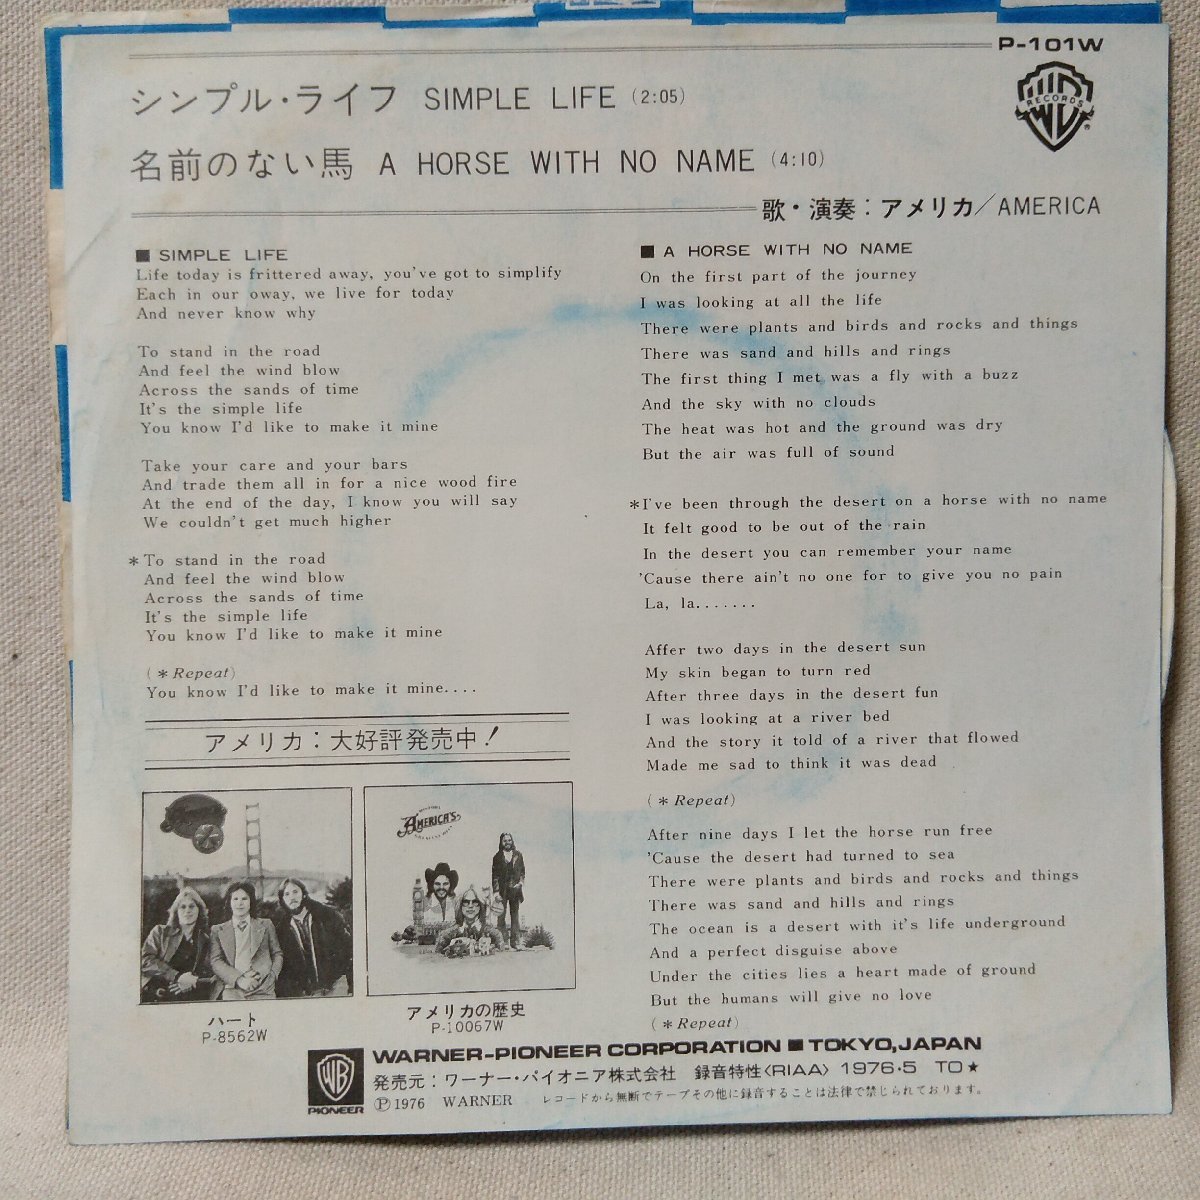 P-101W
シンプル・ライフ SIMPLE LIFE (2:05)
名前のない馬 A HORSE WITH NO NAME (4:10)
RECORDS
歌・演奏：アメリカ／AMERICA
■ SIMPLE LIFE
Life today is frittered away, you've got to simplify
Each in our oway, we live for today
And never know why
To stand in the road
And feel the wind blow
Across the sands of time
It's the simple life
You know I'd like to make it mine
Take your care and your bars
And trade them all in for a nice wood fire
At the end of the day, I know you will say
We couldn't get much higher
*To stand in the road
And feel the wind blow
Across the sands of time
It's the simple life
You know I'd like to make it mine
(* Repeat)
You know I'd like to make it mine....
■ A HORSE WITH NO NAME
On the first part of the journey
I was looking at all the life
There were plants and birds and rocks and things
There was sand and hills and rings
The first thing I met was a fly with a buzz
And the sky with no clouds
The heat was hot and the ground was dry
But the air was full of sound
*I've been through the desert on a horse with no name
It felt good to be out of the rain
In the desert you can remember your name
'Cause there ain't no one for to give you no pain
La, la.......
Affer two days in the desert sun
My skin began to turn red
After three days in the desert fun
I was looking at a river bed
And the story it told of a river that flowed
Made me sad to think it was dead
(* Repeat)
After nine days I let the horse run free
'Cause the desert had turned to sea
There were plants and birds and rocks and things
There was sand and hills and rings
The ocean is a desert with it's life underground
And a perfect disguise above
Under the cities lies a heart made of ground
But the humans will give no love
(* Repeat)
アメリカ：大好評発売中！
AMERICA'S
ハート
P-8562W
アメリカの歴史
P-10067W
PIONEER
WARNER-PIONEER CORPORATION ■ TOKYO, JAPAN
発売元：ワーナー・パイオニア株式会社 録音特性〈RIAA〉 1976・5 TO★
Ⓟ 1976 WARNER レコードから無断でテープその他に録音することは法律で禁じられております。